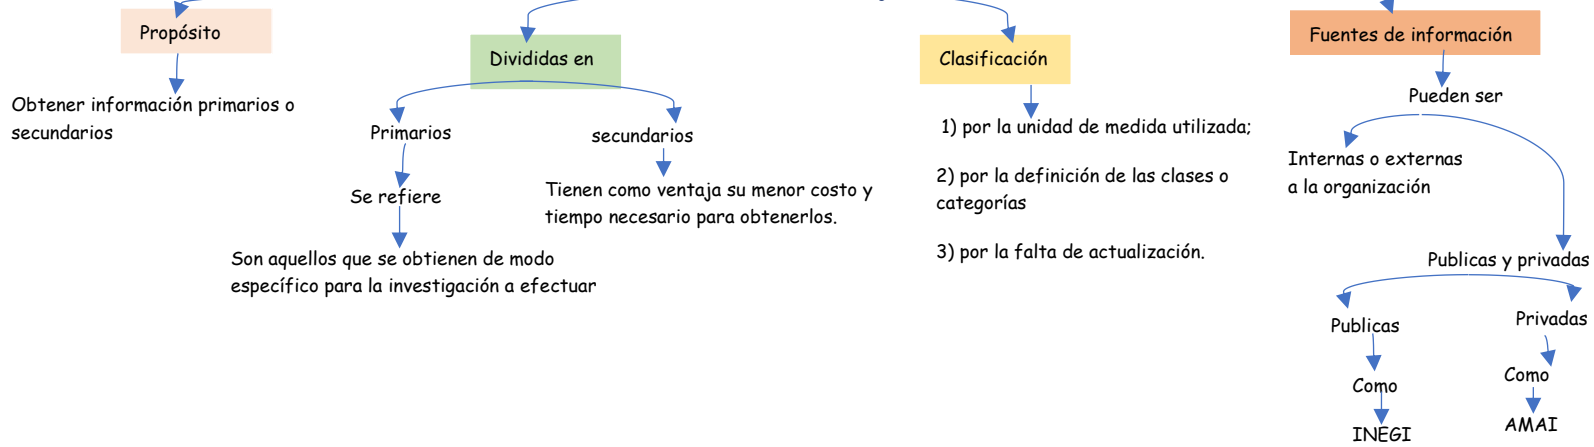 Propósito
Obtener información primarios o
secundarios
Divididas en
Primarios
Se refiere
Son aquellos que se obtienen de modo
específico para la investigación a efectuar
secundarios
Tienen como ventaja su menor costo y
tiempo necesario para obtenerlos.
Clasificación
1) por la unidad de medida utilizada;
2) por la definición de las clases o
categorías
3) por la falta de actualización.
Fuentes de información
Pueden ser
Internas o externas
a la organización
Publicas y privadas
Publicas
Como
INEGI
Privadas
Como
AMAI